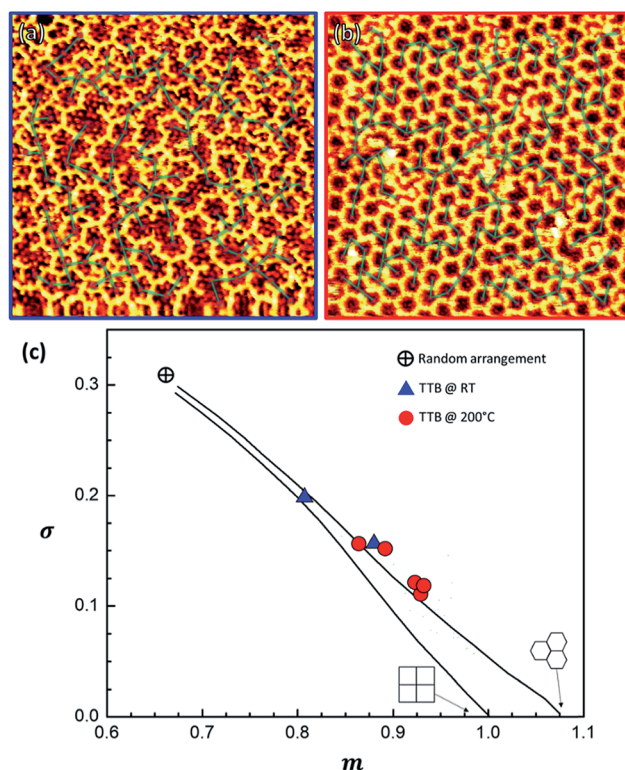 (a)
(b)
(c)
Random arrangement
TTB @ RT
TTB @ 200°C
0.3
0.2
σ
0.1
0.0
0.6
0.7
0.8
0.9
1.0
1.1
m